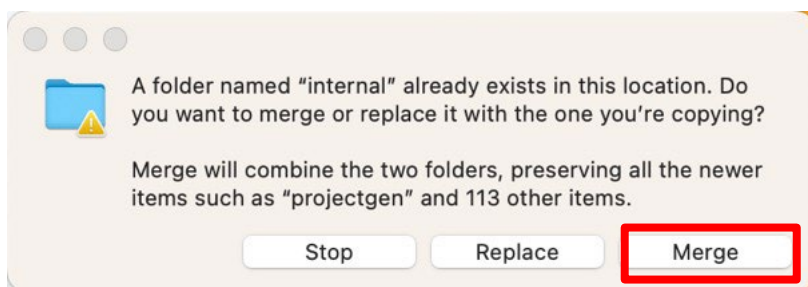 A folder named “internal” already exists in this location. Do
you want to merge or replace it with the one you’re copying?
Merge will combine the two folders, preserving all the newer
items such as “projectgen” and 113 other items.
Stop Replace Merge